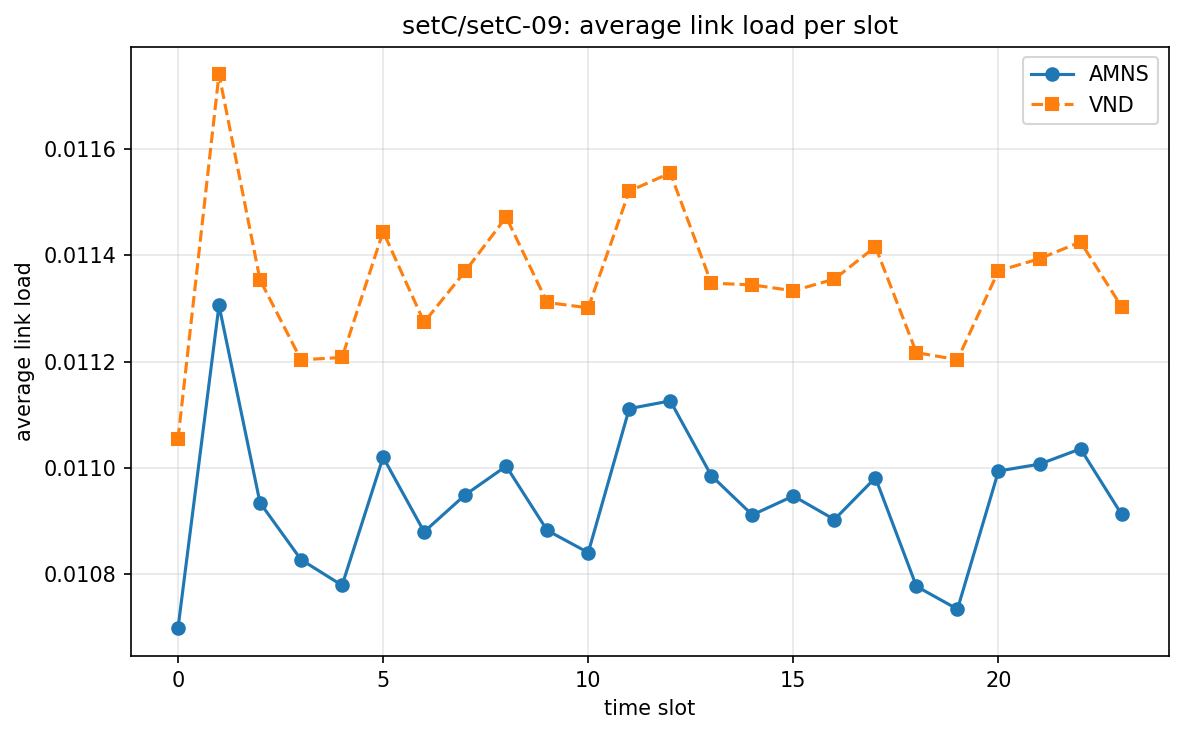 setC/setC-09: average link load per slot
AMNS
VND
average link load
0.0116
0.0114
0.0112
0.0110
0.0108
0
5
10
15
20
time slot